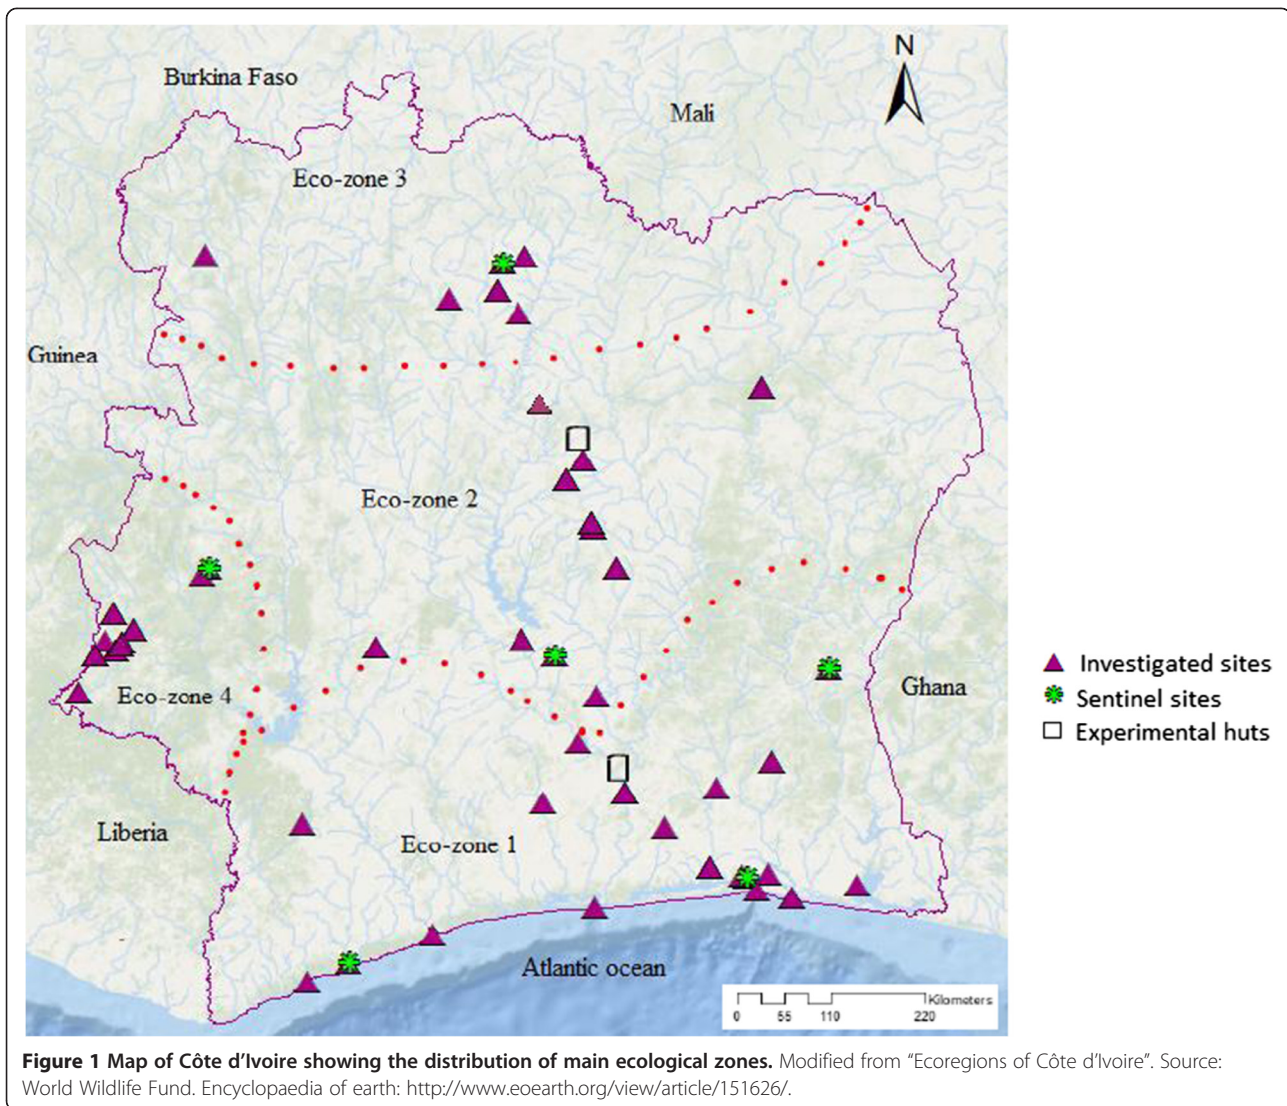 N
Burkina Faso
Mali
Eco-zone 3
Guinea
Eco-zone 2
Eco-zone 4
Ghana
Investigated sites
Sentinel sites
Experimental huts
Liberia
Eco-zone 1
Atlantic ocean
Kilometers
0 55 110 220
Figure 1 Map of Côte d'Ivoire showing the distribution of main ecological zones. Modified from "Ecoregions of Côte d'Ivoire". Source:
World Wildlife Fund. Encyclopaedia of earth: http://www.eoearth.org/view/article/151626/.